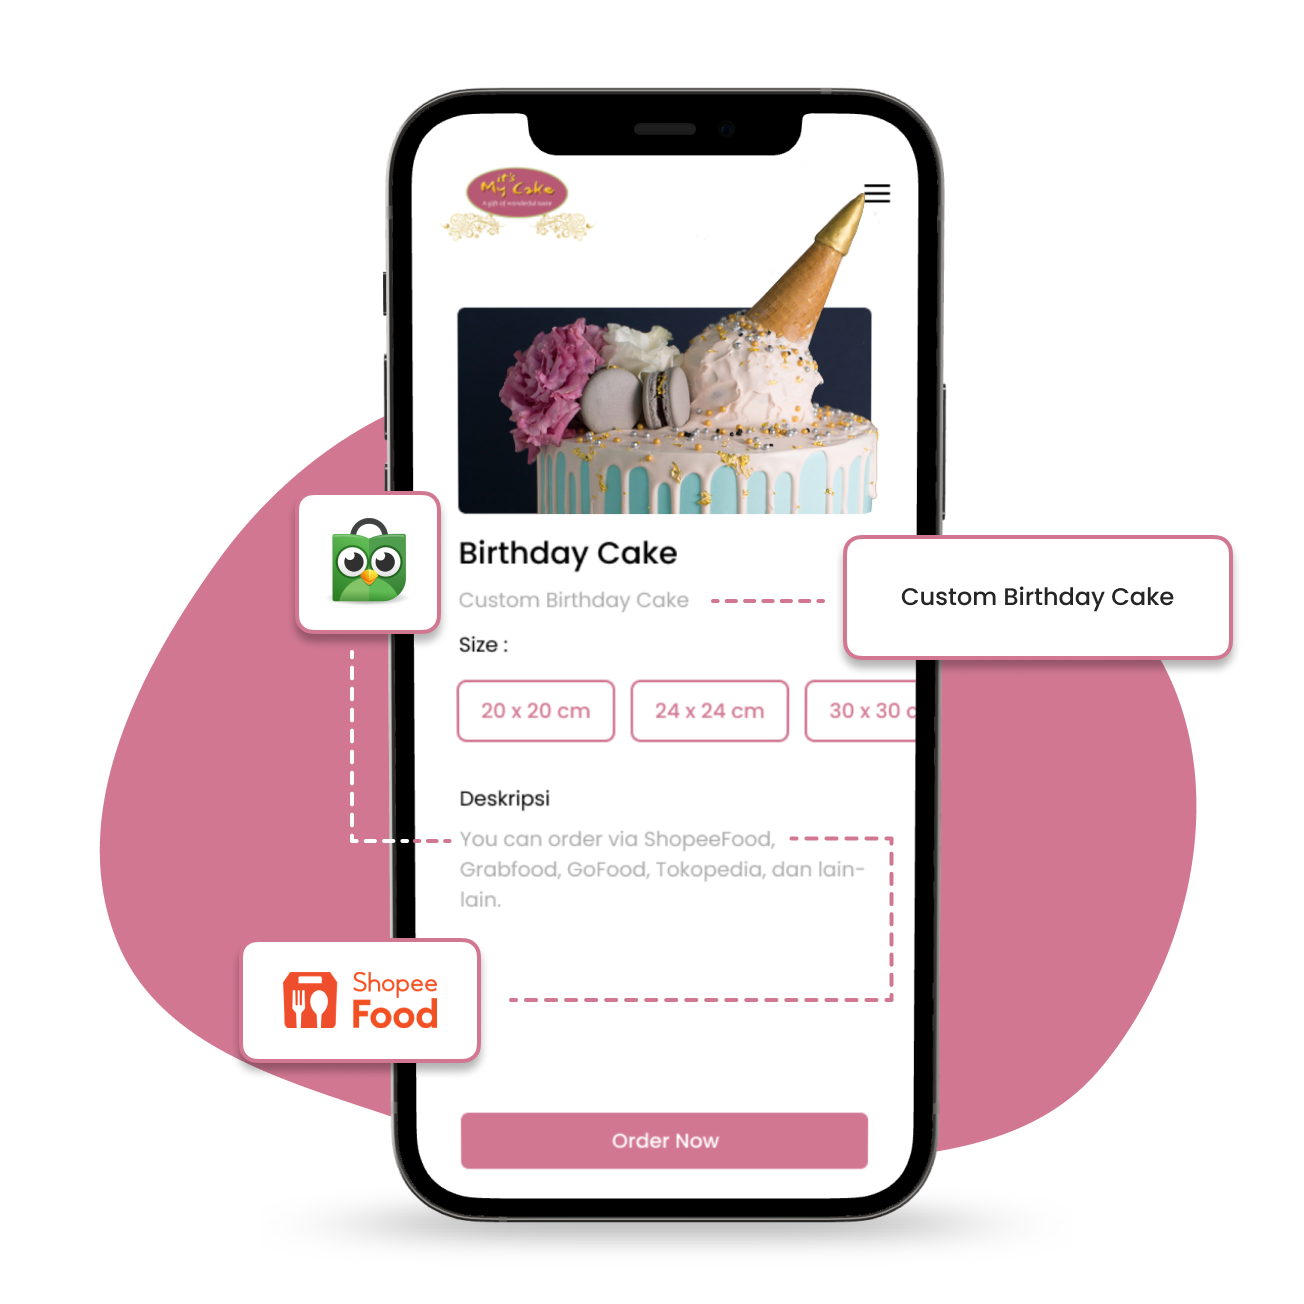 it's
My Cake
A gift of wonderful taste
Birthday Cake
Custom Birthday Cake
Custom Birthday Cake
Size :
20 x 20 cm
24 x 24 cm
30 x 30 c
Deskripsi
You can order via ShopeeFood,
Grabfood, GoFood, Tokopedia, dan lain-
lain.
Shopee
Food
Order Now